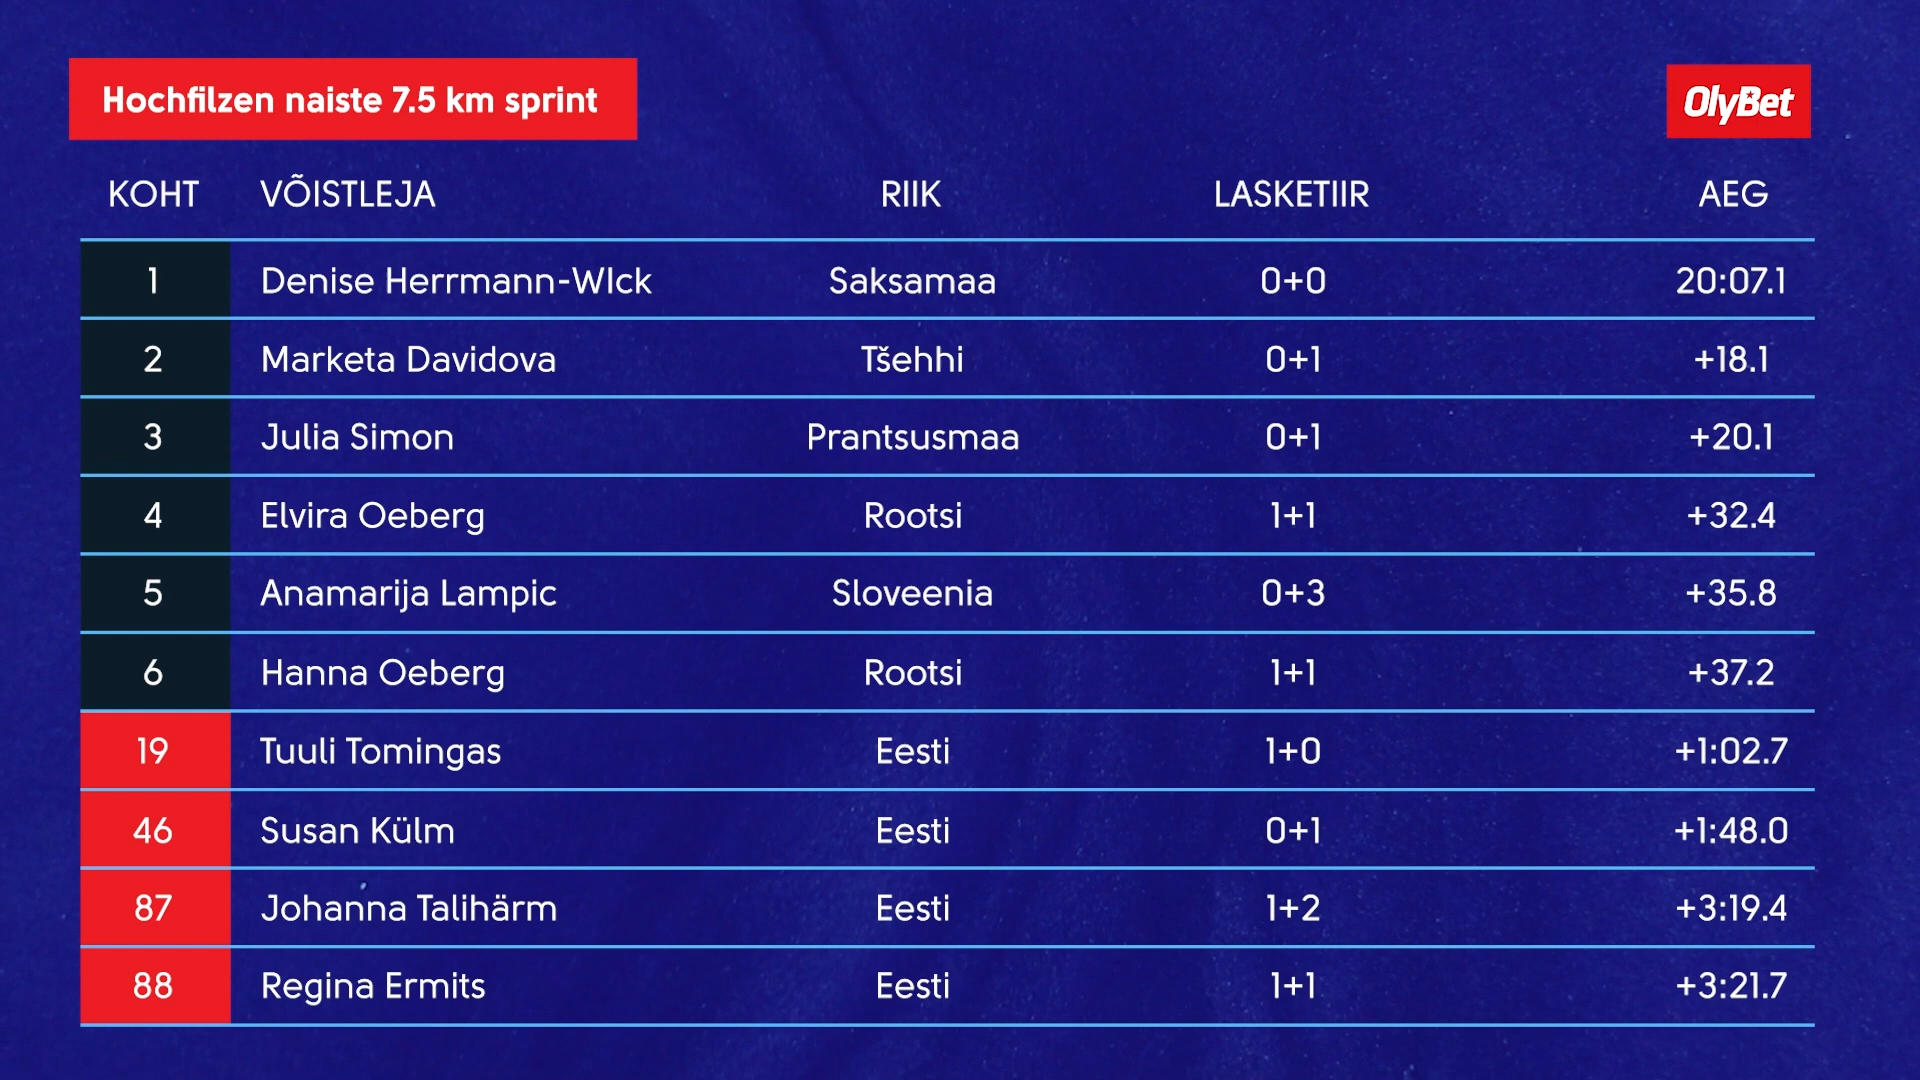 Hochfilzen naiste 7.5 km sprint
OlyBet
KOHT VÕISTLEJA RIIK LASKETIIR AEG
1 Denise Herrmann-WIck Saksamaa 0+0 20:07.1
2 Marketa Davidova Tšehhi 0+1 +18.1
3 Julia Simon Prantsusmaa 0+1 +20.1
4 Elvira Oeberg Rootsi 1+1 +32.4
5 Anamarija Lampic Sloveenia 0+3 +35.8
6 Hanna Oeberg Rootsi 1+1 +37.2
19 Tuuli Tomingas Eesti 1+0 +1:02.7
46 Susan Külm Eesti 0+1 +1:48.0
87 Johanna Talihärm Eesti 1+2 +3:19.4
88 Regina Ermits Eesti 1+1 +3:21.7